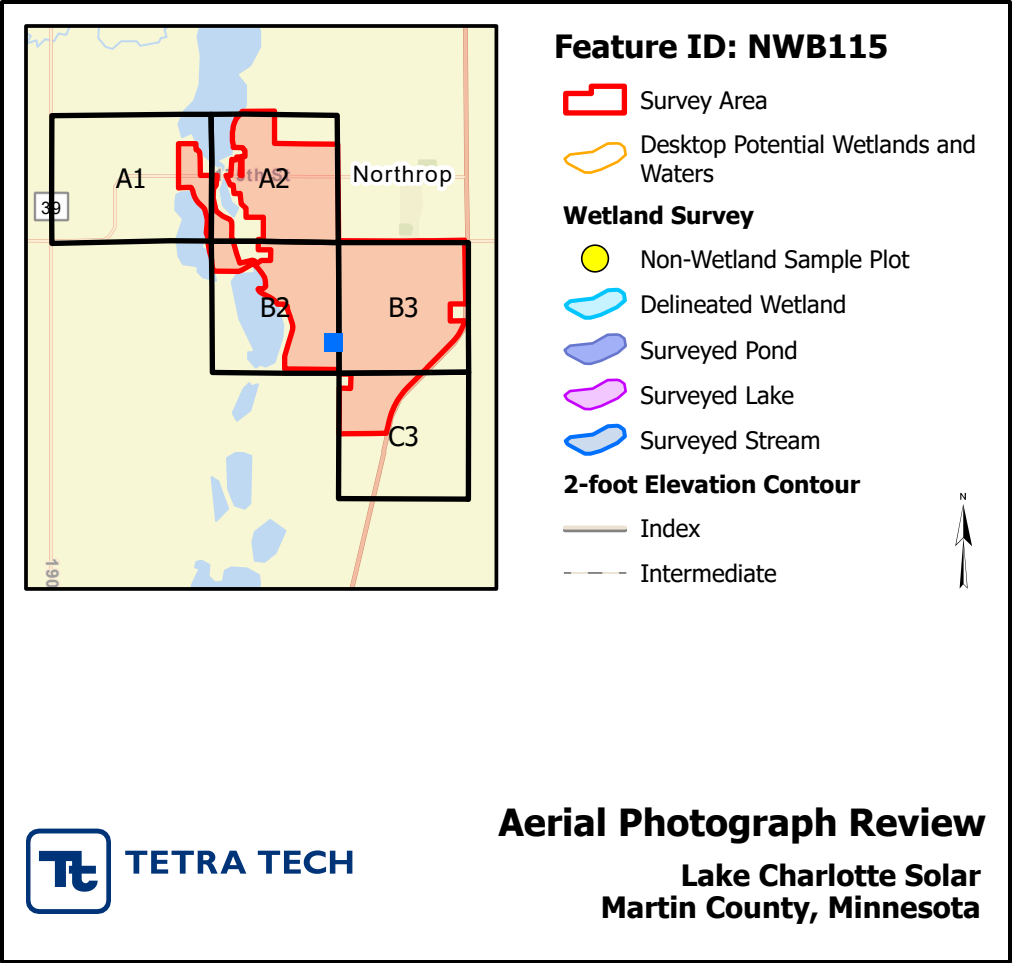 Feature ID: NWB115
Survey Area
Desktop Potential Wetlands and
Waters
Wetland Survey
Non-Wetland Sample Plot
Delineated Wetland
Surveyed Pond
Surveyed Lake
Surveyed Stream
2-foot Elevation Contour
Index
Intermediate
N
A1
A2
Northrop
39
B2
B3
C3
190
Aerial Photograph Review
TETRA TECH
Lake Charlotte Solar
Martin County, Minnesota